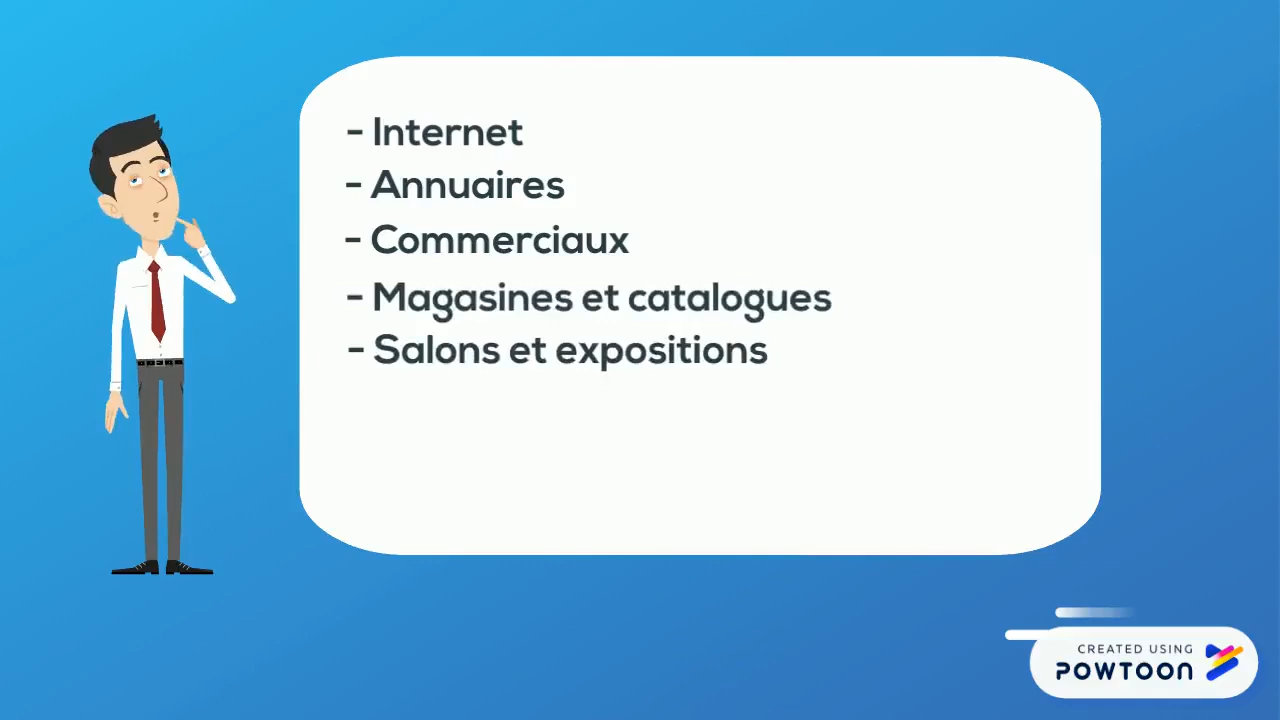 - Internet
- Annuaires
- Commerciaux
- Magasines et catalogues
- Salons et expositions
CREATED USING
POWTOON